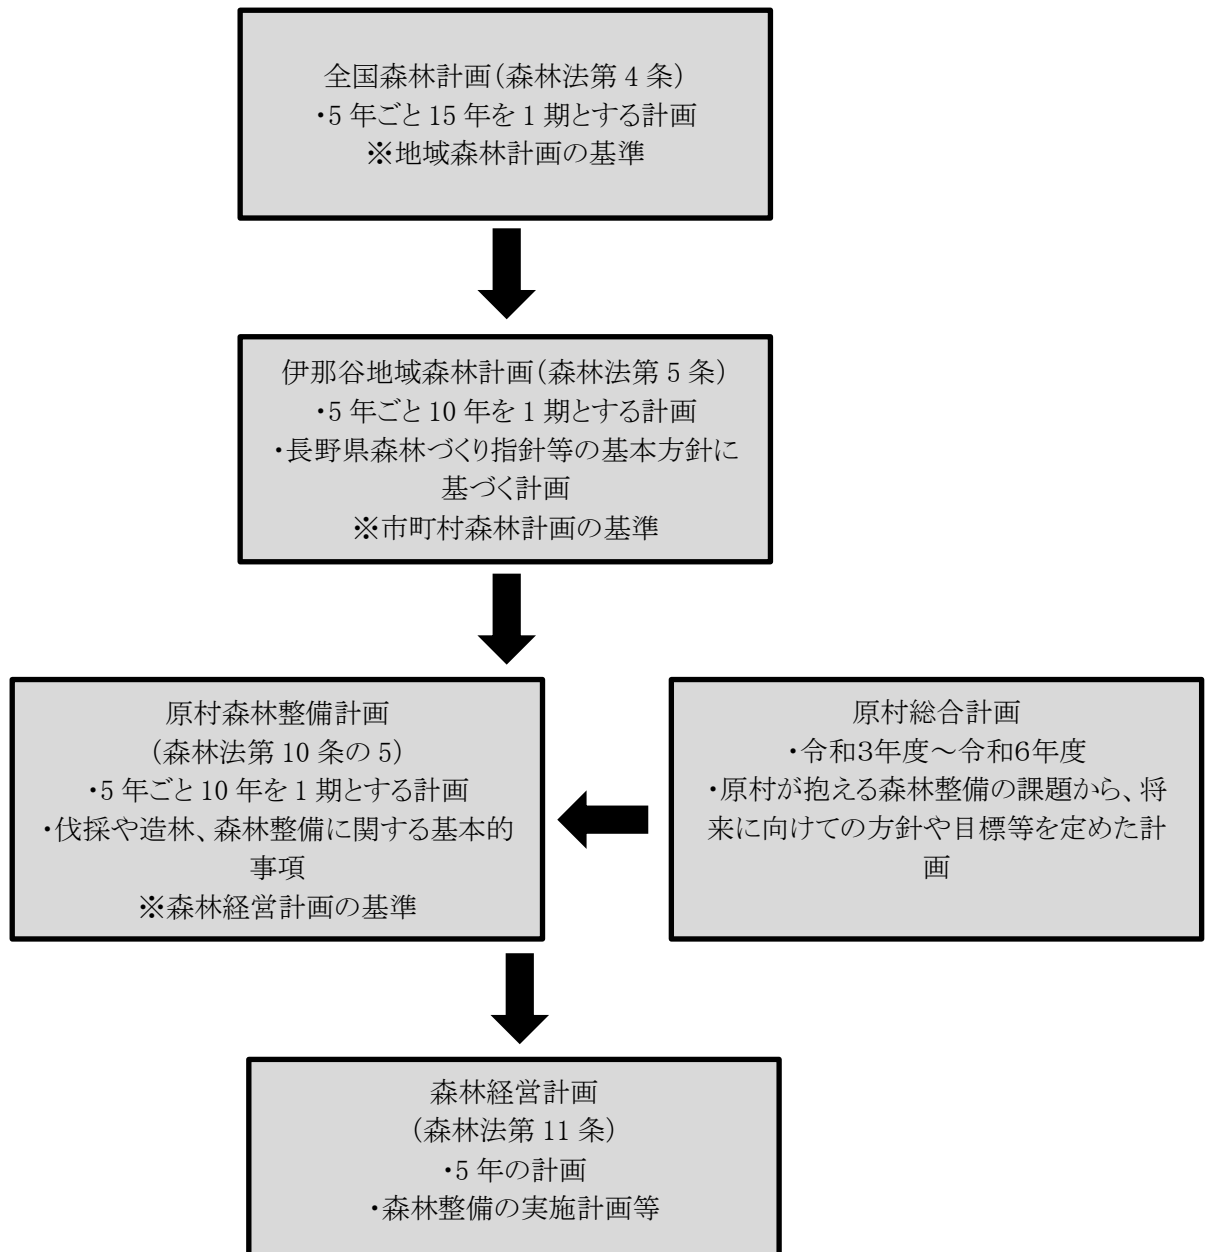 全国森林計画(森林法第 4 条)
・5 年ごと 15 年を 1 期とする計画
※地域森林計画の基準
伊那谷地域森林計画(森林法第 5 条)
・5 年ごと 10 年を 1 期とする計画
・長野県森林づくり指針等の基本方針に
基づく計画
※市町村森林計画の基準
原村森林整備計画
(森林法第 10 条の 5)
・5 年ごと 10 年を 1 期とする計画
・伐採や造林、森林整備に関する基本的
事項
※森林経営計画の基準
原村総合計画
・令和3年度～令和6年度
・原村が抱える森林整備の課題から、将
来に向けての方針や目標等を定めた計
画
森林経営計画
(森林法第 11 条)
・5 年の計画
・森林整備の実施計画等